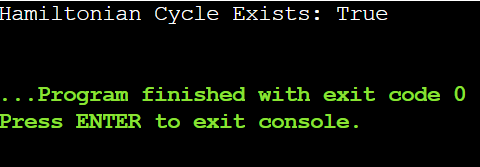 Hamiltonian Cycle Exists: True
...Program finished with exit code 0
Press ENTER to exit console.